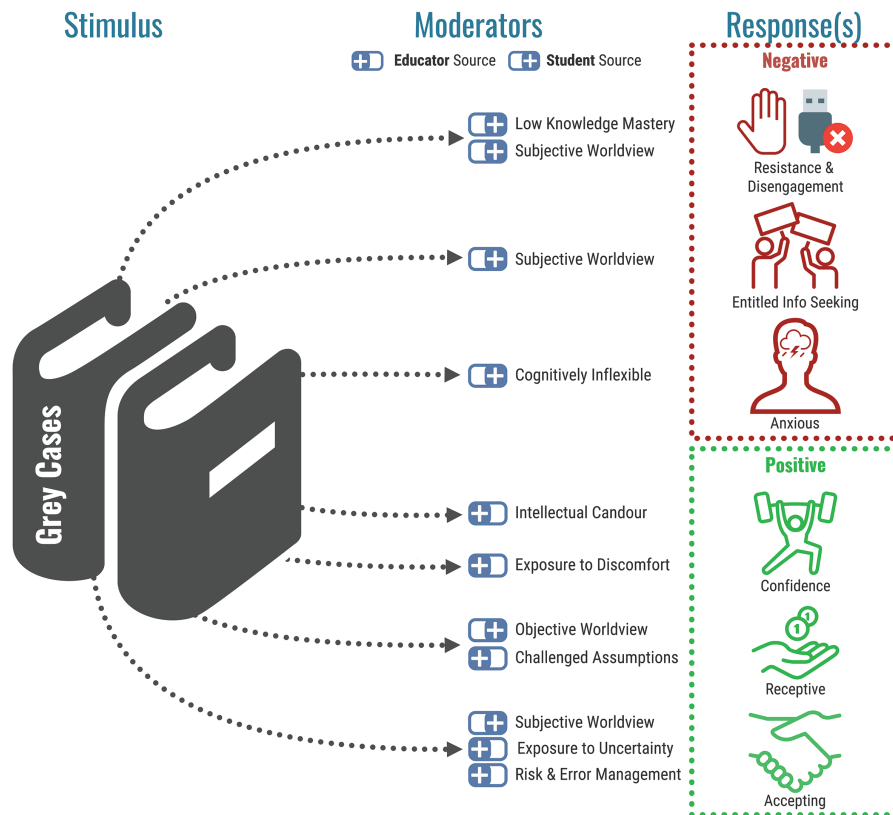 Stimulus
Moderators
Response(s)
Educator Source
Student Source
Negative
Low Knowledge Mastery
Subjective Worldview
Resistance &
Disengagement
Subjective Worldview
Entitled Info Seeking
Cognitively Inflexible
Anxious
Grey Cases
Positive
Intellectual Candour
Exposure to Discomfort
Confidence
Objective Worldview
Challenged Assumptions
1
1
Receptive
Subjective Worldview
Exposure to Uncertainty
Risk & Error Management
Accepting